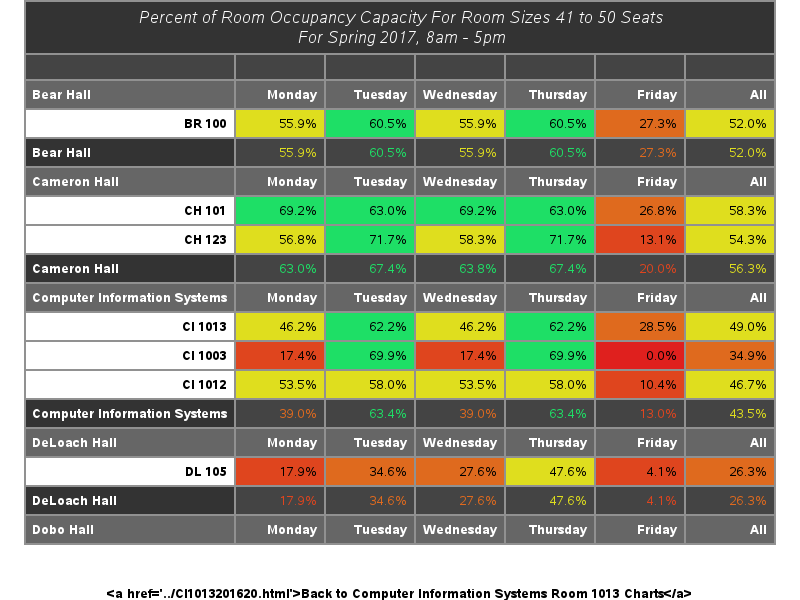 Percent of Room Occupancy Capacity For Room Sizes 41 to 50 Seats
For Spring 2017, 8am - 5pm
Bear Hall Monday Tuesday Wednesday Thursday Friday All
BR 100 55.9% 60.5% 55.9% 60.5% 27.3% 52.0%
Bear Hall 55.9% 60.5% 55.9% 60.5% 27.3% 52.0%
Cameron Hall Monday Tuesday Wednesday Thursday Friday All
CH 101 69.2% 63.0% 69.2% 63.0% 26.8% 58.3%
CH 123 56.8% 71.7% 58.3% 71.7% 13.1% 54.3%
Cameron Hall 63.0% 67.4% 63.8% 67.4% 20.0% 56.3%
Computer Information Systems Monday Tuesday Wednesday Thursday Friday All
CI 1013 46.2% 62.2% 46.2% 62.2% 28.5% 49.0%
CI 1003 17.4% 69.9% 17.4% 69.9% 0.0% 34.9%
CI 1012 53.5% 58.0% 53.5% 58.0% 10.4% 46.7%
Computer Information Systems 39.0% 63.4% 39.0% 63.4% 13.0% 43.5%
DeLoach Hall Monday Tuesday Wednesday Thursday Friday All
DL 105 17.9% 34.6% 27.6% 47.6% 4.1% 26.3%
DeLoach Hall 17.9% 34.6% 27.6% 47.6% 4.1% 26.3%
Dobo Hall Monday Tuesday Wednesday Thursday Friday All
&lt;a href='../CI1013201620.html'&gt;Back to Computer Information Systems Room 1013 Charts&lt;/a&gt;